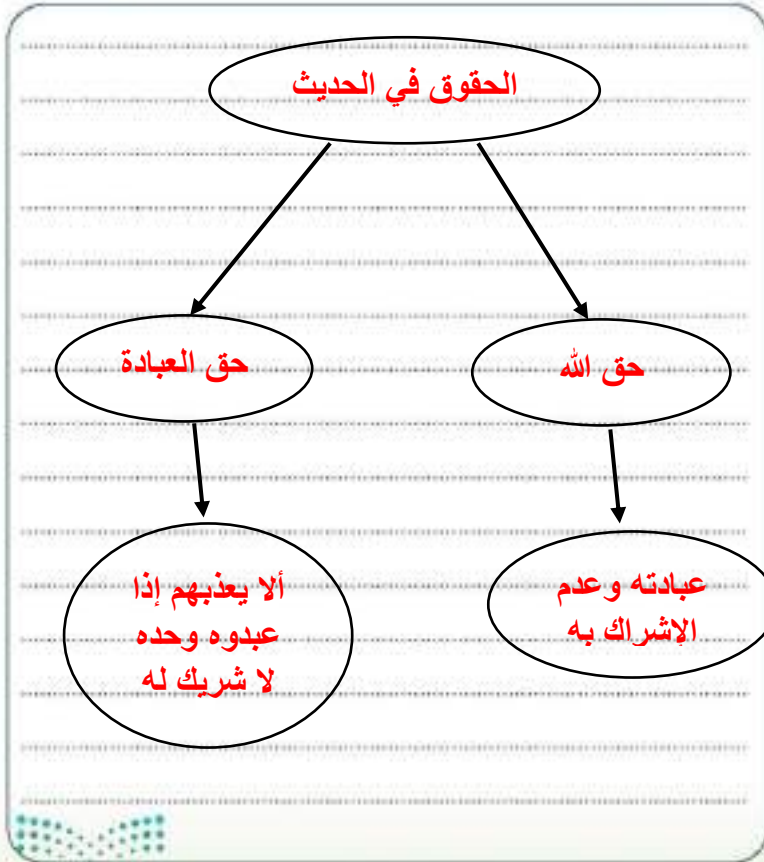 الحقوق في الحديث
حق الله
حق العبادة
عبادته وعدم
الإشراك به
ألا يعذبهم إذا
عبدوه وحده
لا شريك له